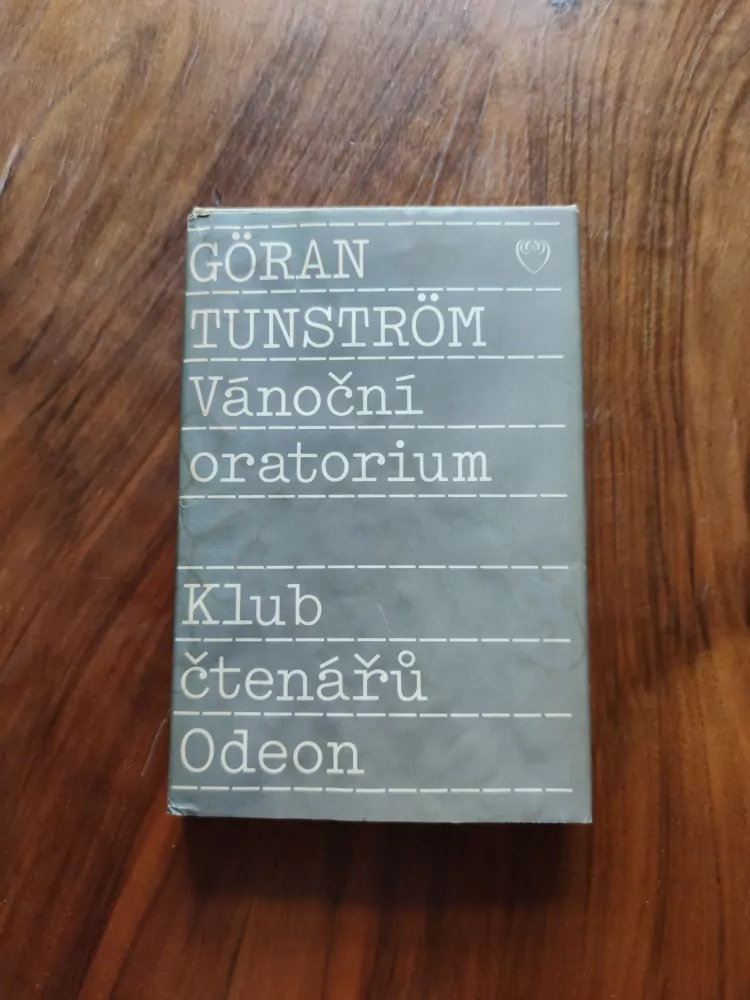 GÖRAN
TUNSTRÖM
Vánoční
oratorium
Klub
čtenářů
Odeon